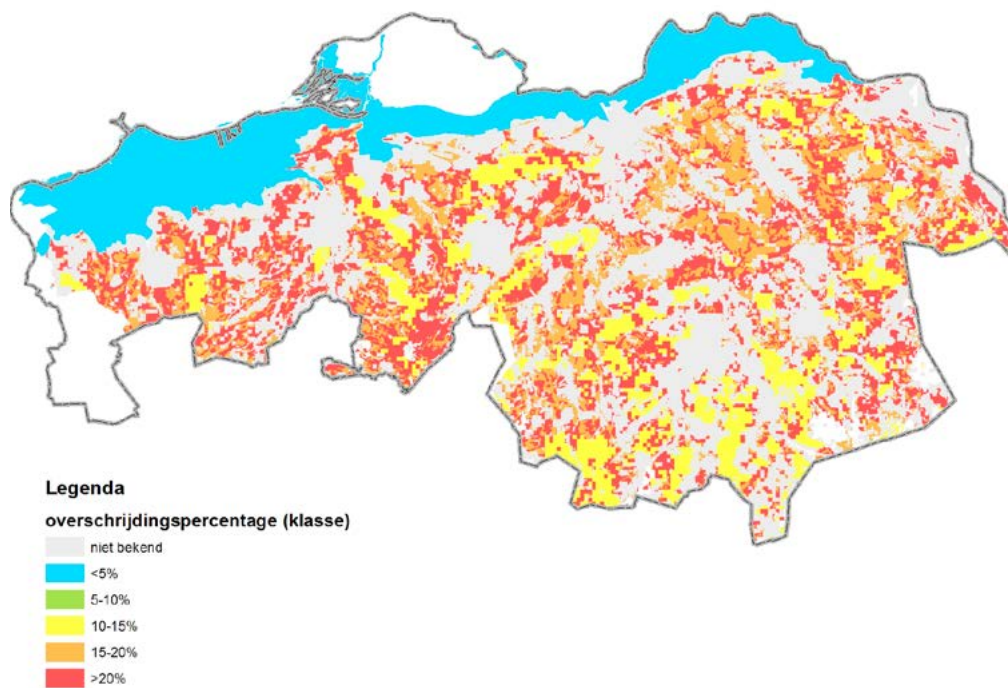 Legenda
overschrijdingspercentage (klasse)
niet bekend
<5%
5-10%
10-15%
15-20%
>20%